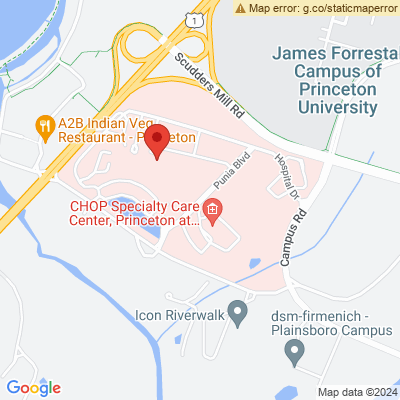 Map error: g.co/staticmaperror
1
Scudders Mill Rd
James Forrestal
Campus of
Princeton
University
A2B Indian Veg
Restaurant - Princeton
Punia Blvd
Hospital Dr
CHOP Specialty Care
Center, Princeton at...
Campus Rd
Icon Riverwalk
dsm-firmenich -
Plainsboro Campus
Google
Map data ©2024